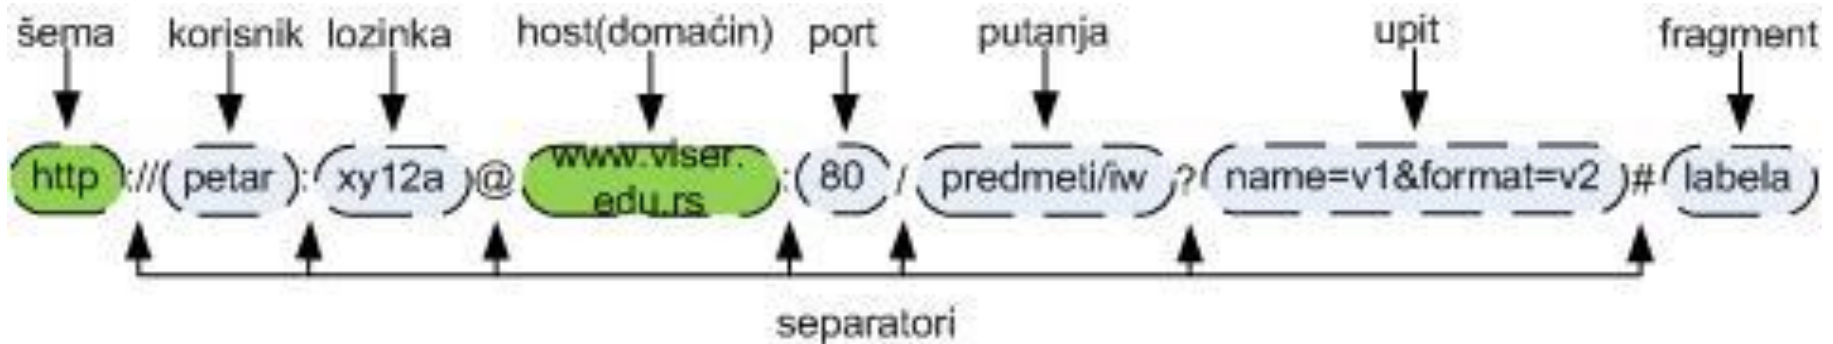 šema korisnik lozinka host(domaćin) port putanja upit fragment
http :// petar : xy12a @ www.viser. edu.rs : 80 / predmeti/iw ? name=v1&format=v2 # labela
separatori